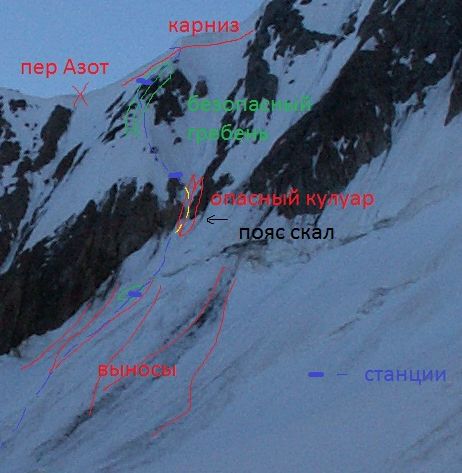 карниз
пер Азот
безопасный
гребень
опасный кулуар
пояс скал
выносы
- станции